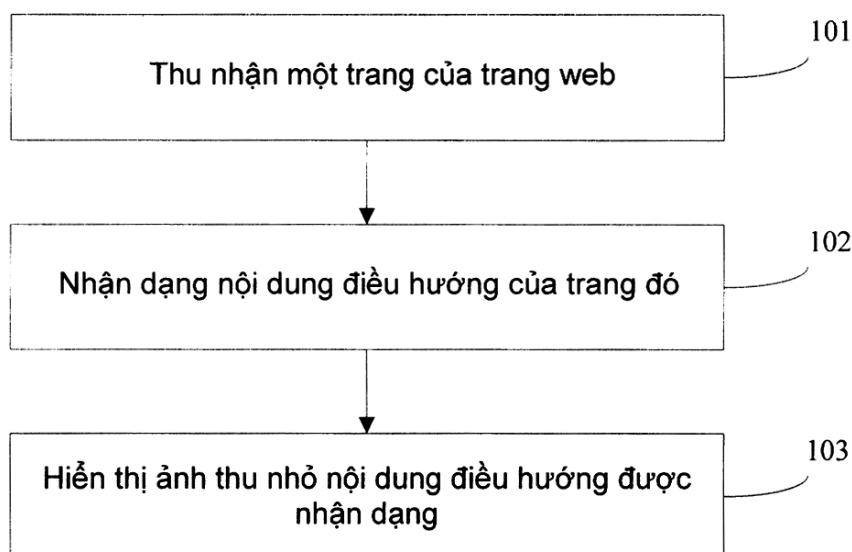 101
Thu nhận một trang của trang web
102
Nhận dạng nội dung điều hướng của trang đó
103
Hiển thị ảnh thu nhỏ nội dung điều hướng được
nhận dạng